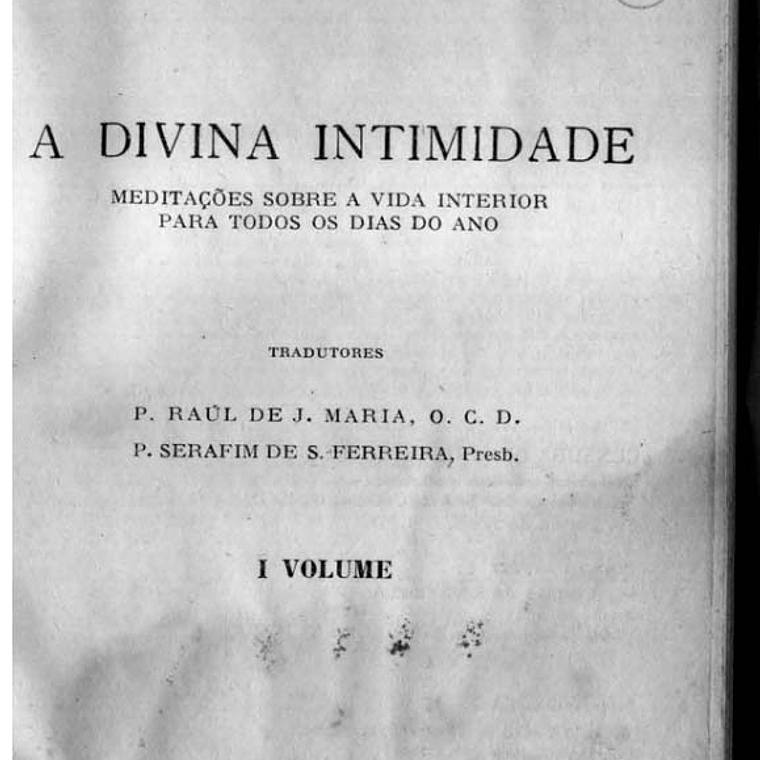 A DIVINA INTIMIDADE
MEDITAÇÕES SOBRE A VIDA INTERIOR
PARA TODOS OS DIAS DO ANO
TRADUTORES
P. RAÚL DE J. MARIA, O. C. D.
P. SERAFIM DE S. FERREIRA, Presb.
I VOLUME